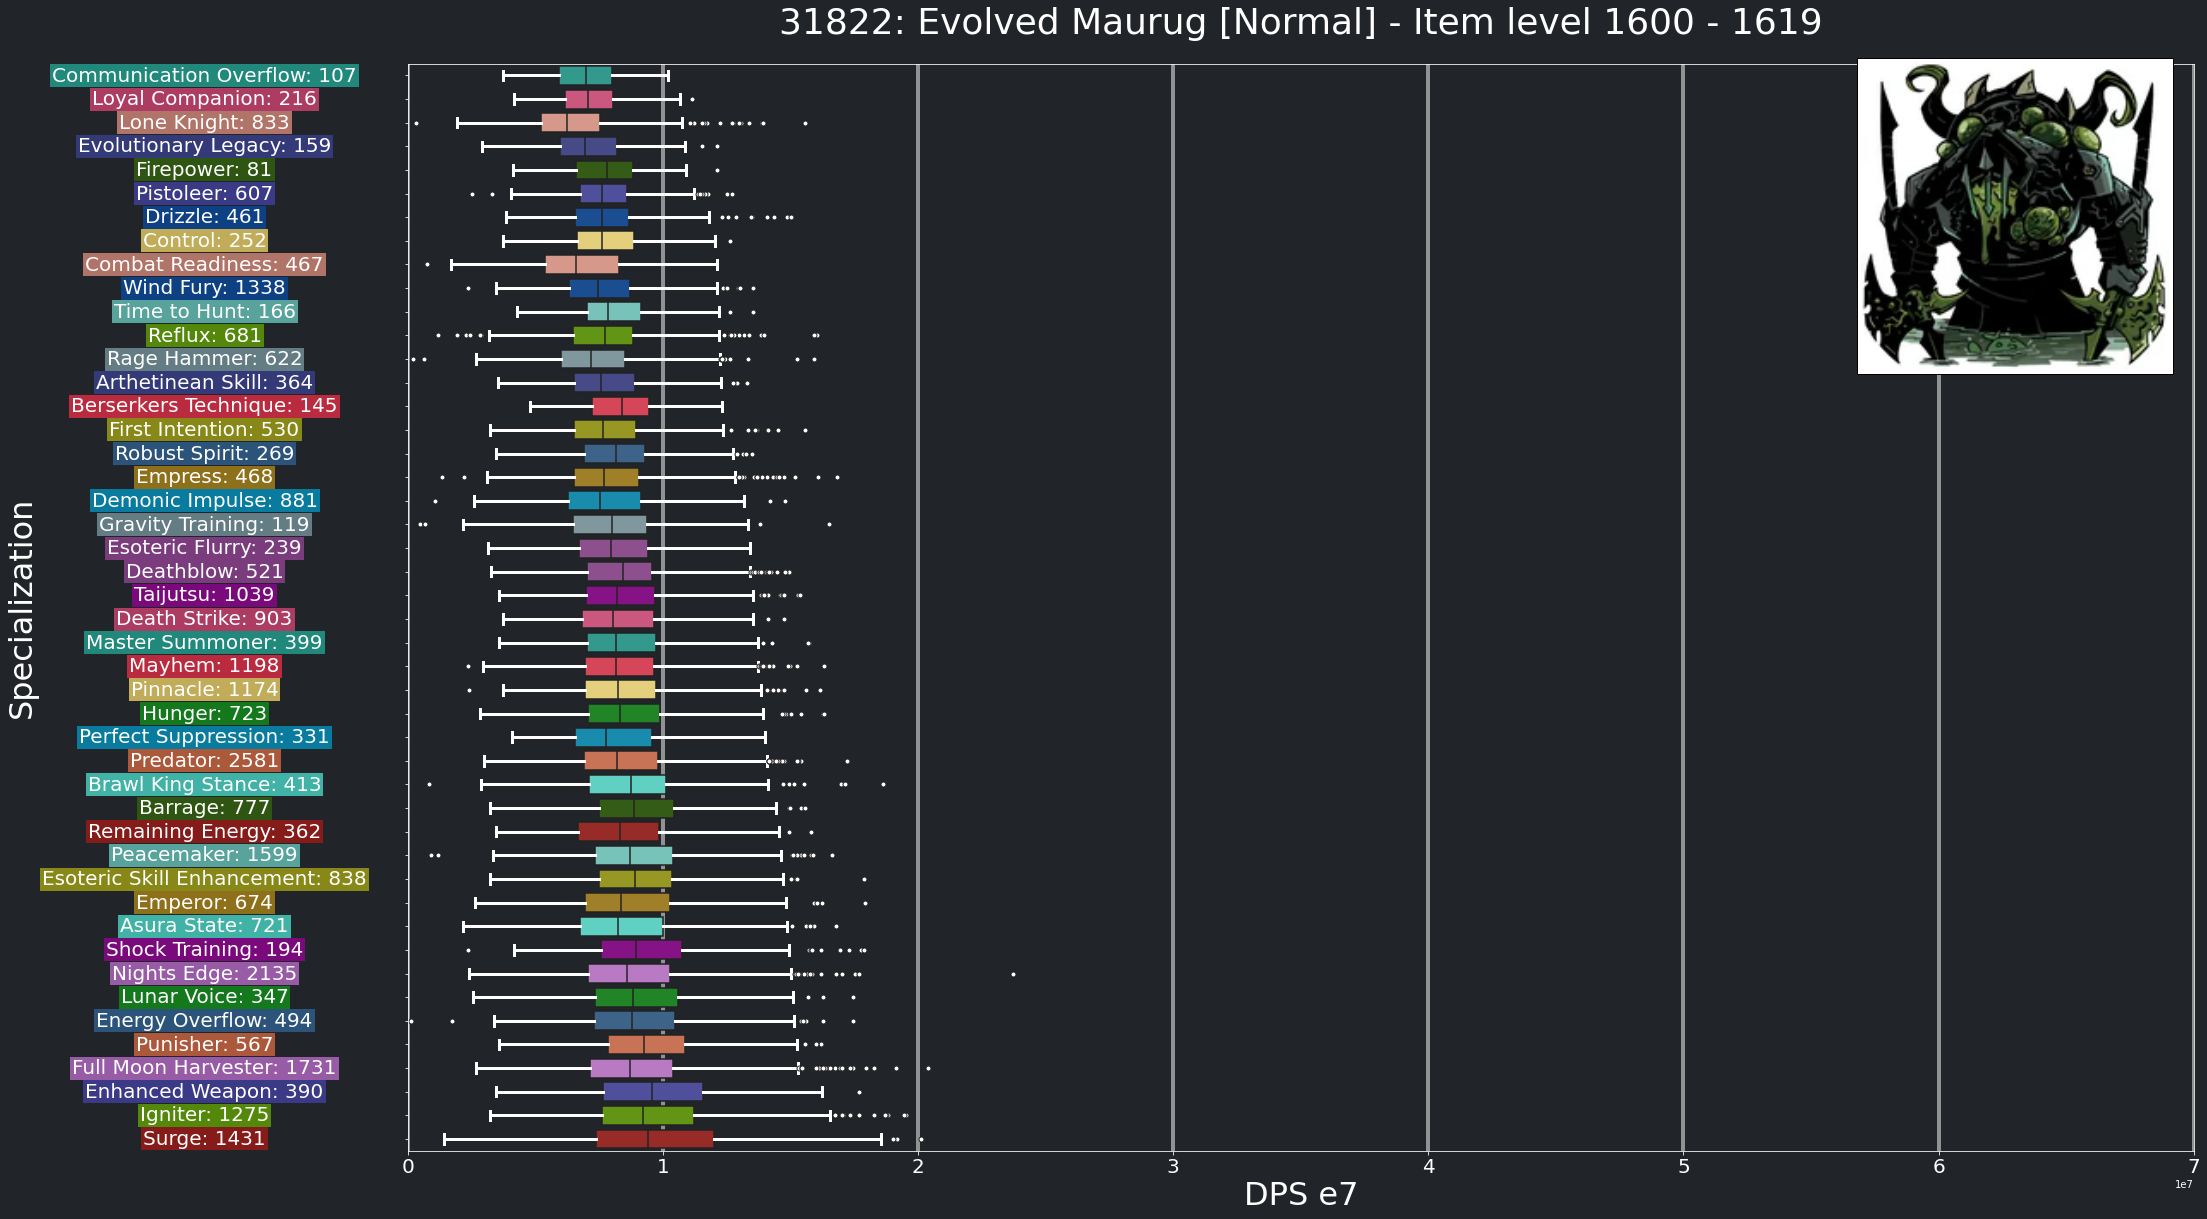 31822: Evolved Maurug [Normal] - Item level 1600 - 1619
Communication Overflow: 107
Loyal Companion: 216
Lone Knight: 833
Evolutionary Legacy: 159
Firepower: 81
Pistoleer: 607
Drizzle: 461
Control: 252
Combat Readiness: 467
Wind Fury: 1338
Time to Hunt: 166
Reflux: 681
Rage Hammer: 622
Arthetinean Skill: 364
Berserkers Technique: 145
First Intention: 530
Robust Spirit: 269
Empress: 468
Demonic Impulse: 881
Gravity Training: 119
Esoteric Flurry: 239
Deathblow: 521
Taijutsu: 1039
Death Strike: 903
Master Summoner: 399
Mayhem: 1198
Pinnacle: 1174
Hunger: 723
Perfect Suppression: 331
Predator: 2581
Brawl King Stance: 413
Barrage: 777
Remaining Energy: 362
Peacemaker: 1599
Esoteric Skill Enhancement: 838
Emperor: 674
Asura State: 721
Shock Training: 194
Nights Edge: 2135
Lunar Voice: 347
Energy Overflow: 494
Punisher: 567
Full Moon Harvester: 1731
Enhanced Weapon: 390
Igniter: 1275
Surge: 1431
Specialization
0 1 2 3 4 5 6 7
1e7
DPS e7